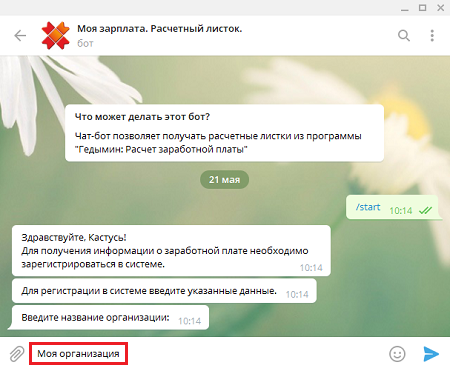 Моя зарплата. Расчетный листок.
бот
Что может делать этот бот?
Чат-бот позволяет получать расчетные листки из программы
"Гедымин: Расчет заработной платы"
21 мая
/start 10:14
Здравствуйте, Кастусь!
Для получения информации о заработной плате необходимо
зарегистрироваться в системе.
10:14
Для регистрации в системе введите указанные данные. 10:14
Введите название организации: 10:14
Моя организация